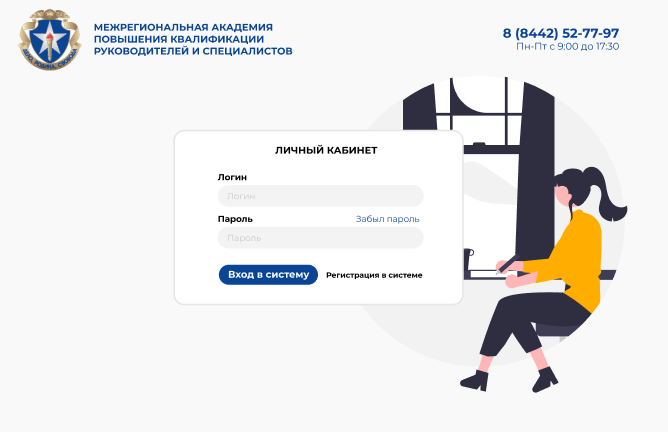 МЕЖРЕГИОНАЛЬНАЯ АКАДЕМИЯ
ПОВЫШЕНИЯ КВАЛИФИКАЦИИ
РУКОВОДИТЕЛЕЙ И СПЕЦИАЛИСТОВ
8 (8442) 52-77-97
Пн-Пт с 9:00 до 17:30
ЛИЧНЫЙ КАБИНЕТ
Логин
Логин
Пароль Забыл пароль
Пароль
Вход в систему Регистрация в системе